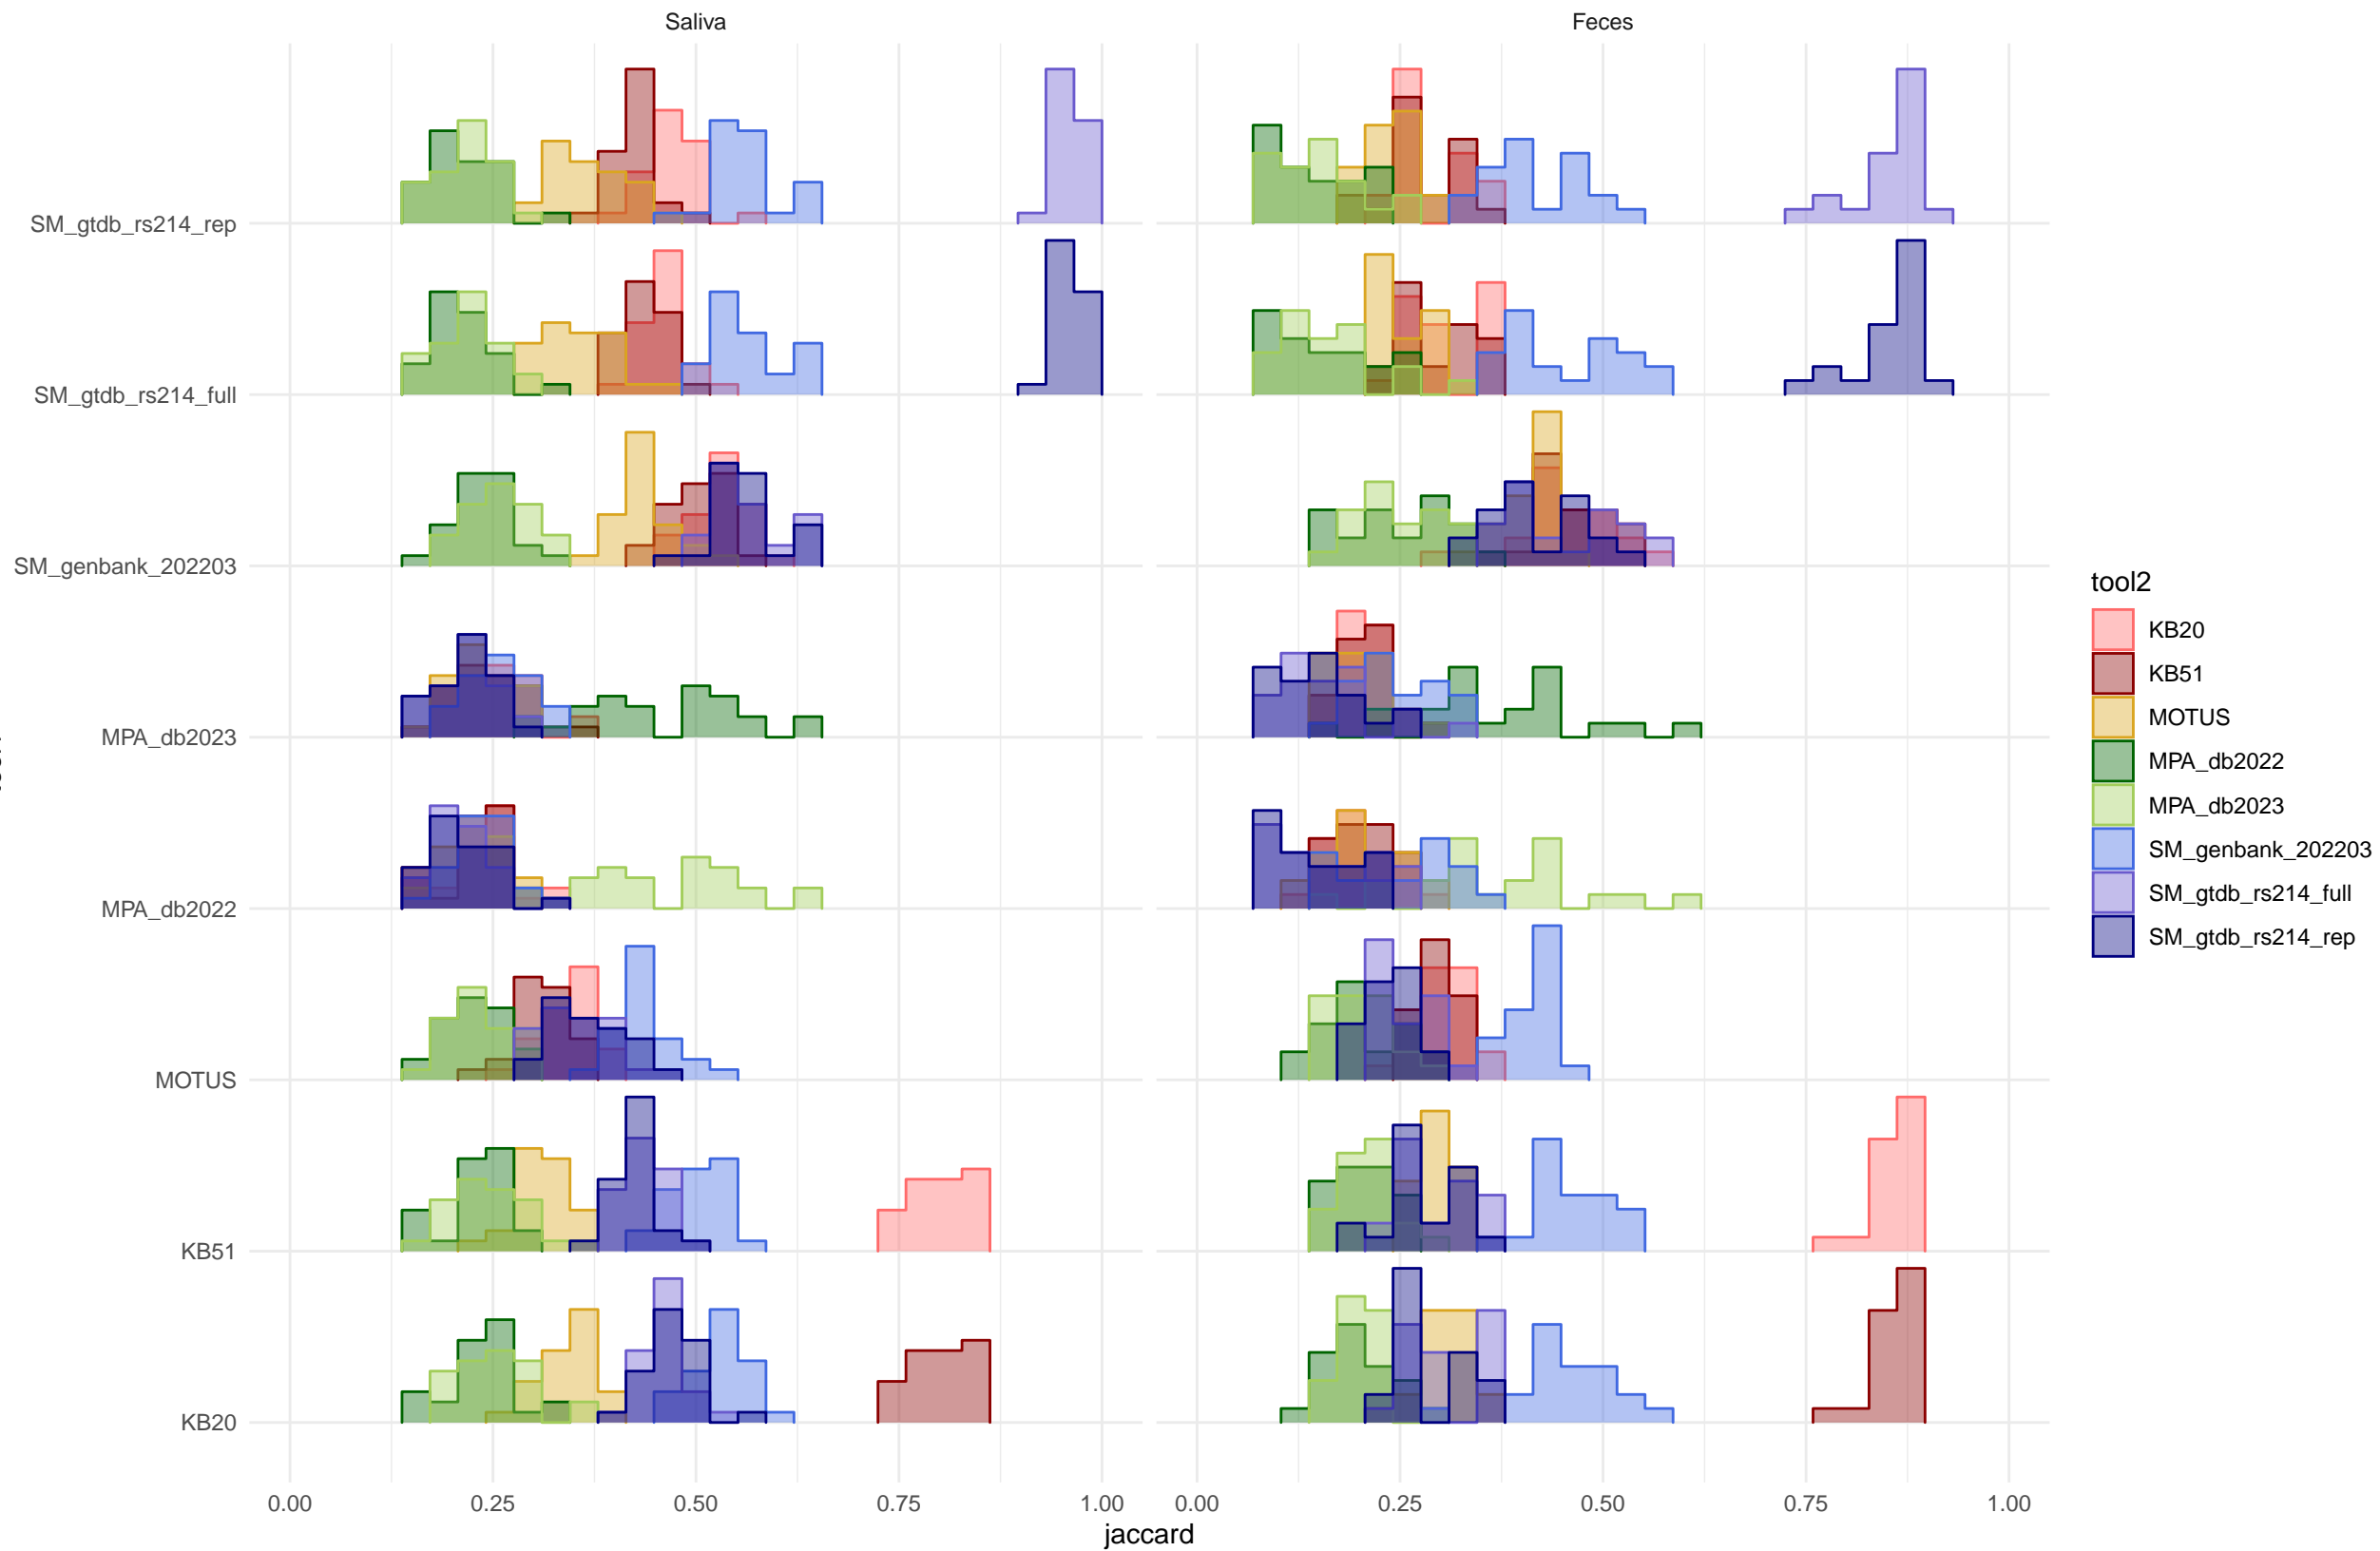 Saliva Feces
SM_gtdb_rs214_rep
SM_gtdb_rs214_full
SM_genbank_202203
MPA_db2023
MPA_db2022
MOTUS
KB51
KB20
0.00 0.25 0.50 0.75 1.00 0.00 0.25 0.50 0.75 1.00
jaccard
tool2
KB20
KB51
MOTUS
MPA_db2022
MPA_db2023
SM_genbank_202203
SM_gtdb_rs214_full
SM_gtdb_rs214_rep